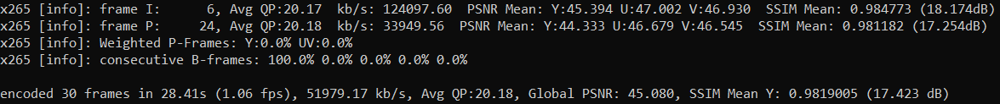 x265 [info]: frame I:      6, Avg QP:20.17  kb/s: 124097.60  PSNR Mean: Y:45.394 U:47.002 V:46.930  SSIM Mean: 0.984773 (18.174dB)
x265 [info]: frame P:     24, Avg QP:20.18  kb/s: 33949.56  PSNR Mean: Y:44.333 U:46.679 V:46.545  SSIM Mean: 0.981182 (17.254dB)
x265 [info]: Weighted P-Frames: Y:0.0% UV:0.0%
x265 [info]: consecutive B-frames: 100.0% 0.0% 0.0% 0.0% 0.0%
encoded 30 frames in 28.41s (1.06 fps), 51979.17 kb/s, Avg QP:20.18, Global PSNR: 45.080, SSIM Mean Y: 0.9819005 (17.423 dB)